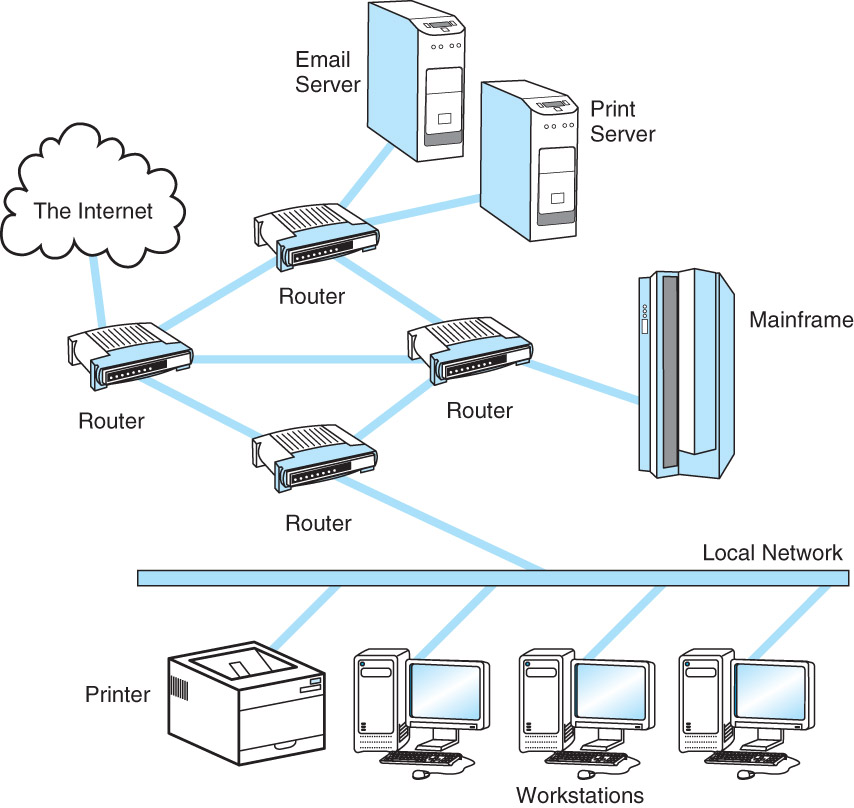 Email
Server
Print
Server
The Internet
Router
Mainframe
Router
Router
Router
Local Network
Printer
Workstations